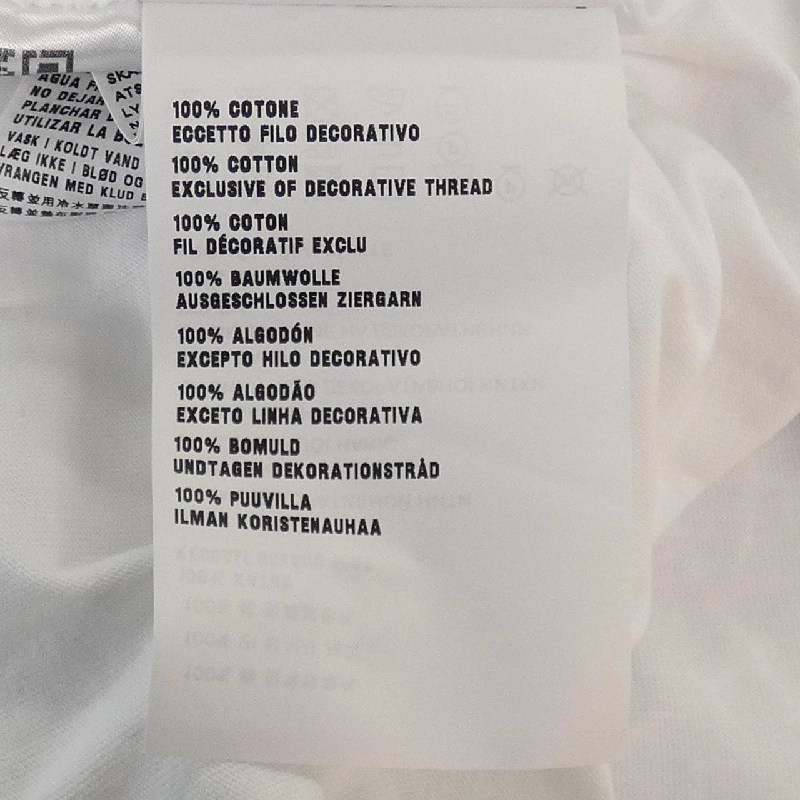 100% COTONE
ECCETTO FILO DECORATIVO
100% COTTON
EXCLUSIVE OF DECORATIVE THREAD
100% COTON
FIL DÉCORATIF EXCLU
100% BAUMWOLLE
AUSGESCHLOSSEN ZIERGARN
100% ALGODÓN
EXCEPTO HILO DECORATIVO
100% ALGODÃO
EXCETO LINHA DECORATIVA
100% BOMULD
UNDTAGEN DEKORATIONSTRÅD
100% PUUVILLA
ILMAN KORISTENAUHAA
AGUA
NO DEJAR
PLANCHAR
UTILIZAR LA
VASK I KOLDT VAND
LÆG IKKE I BLØD OG
VRANGEN MED KLUD